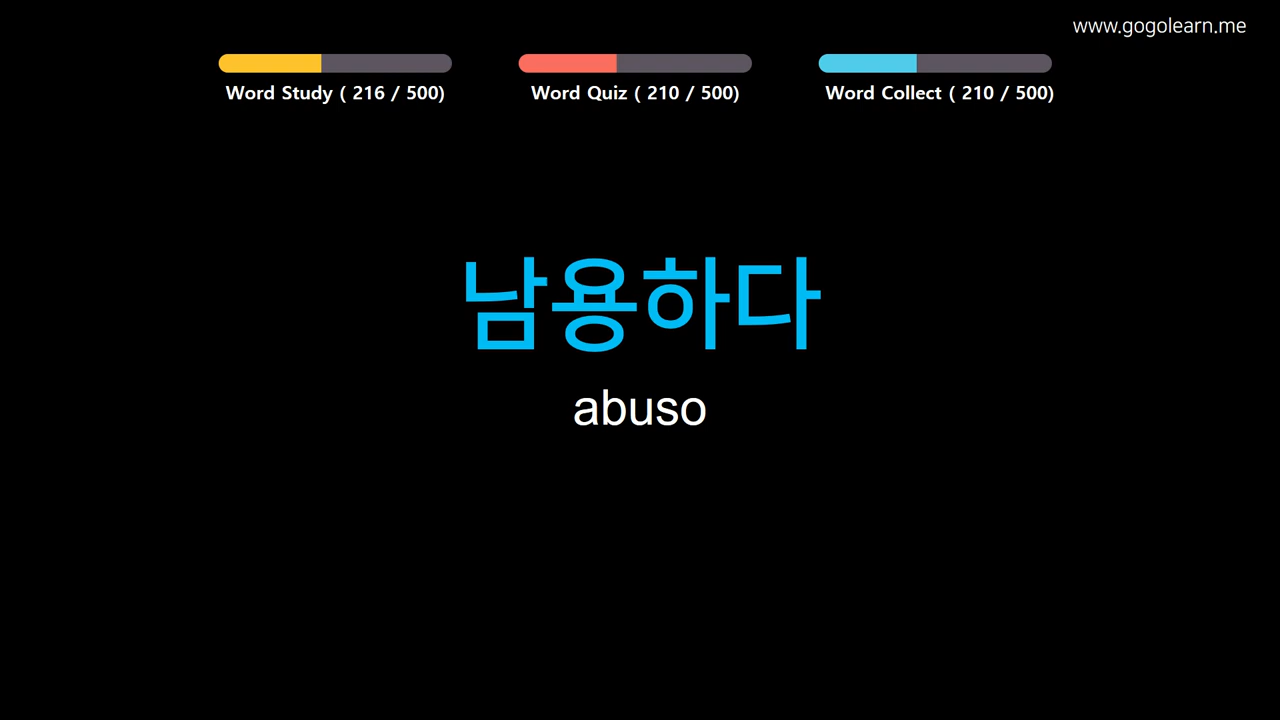 www.gogolearn.me
Word Study ( 216 / 500)
Word Quiz ( 210 / 500)
Word Collect ( 210 / 500)
남용하다
abuso